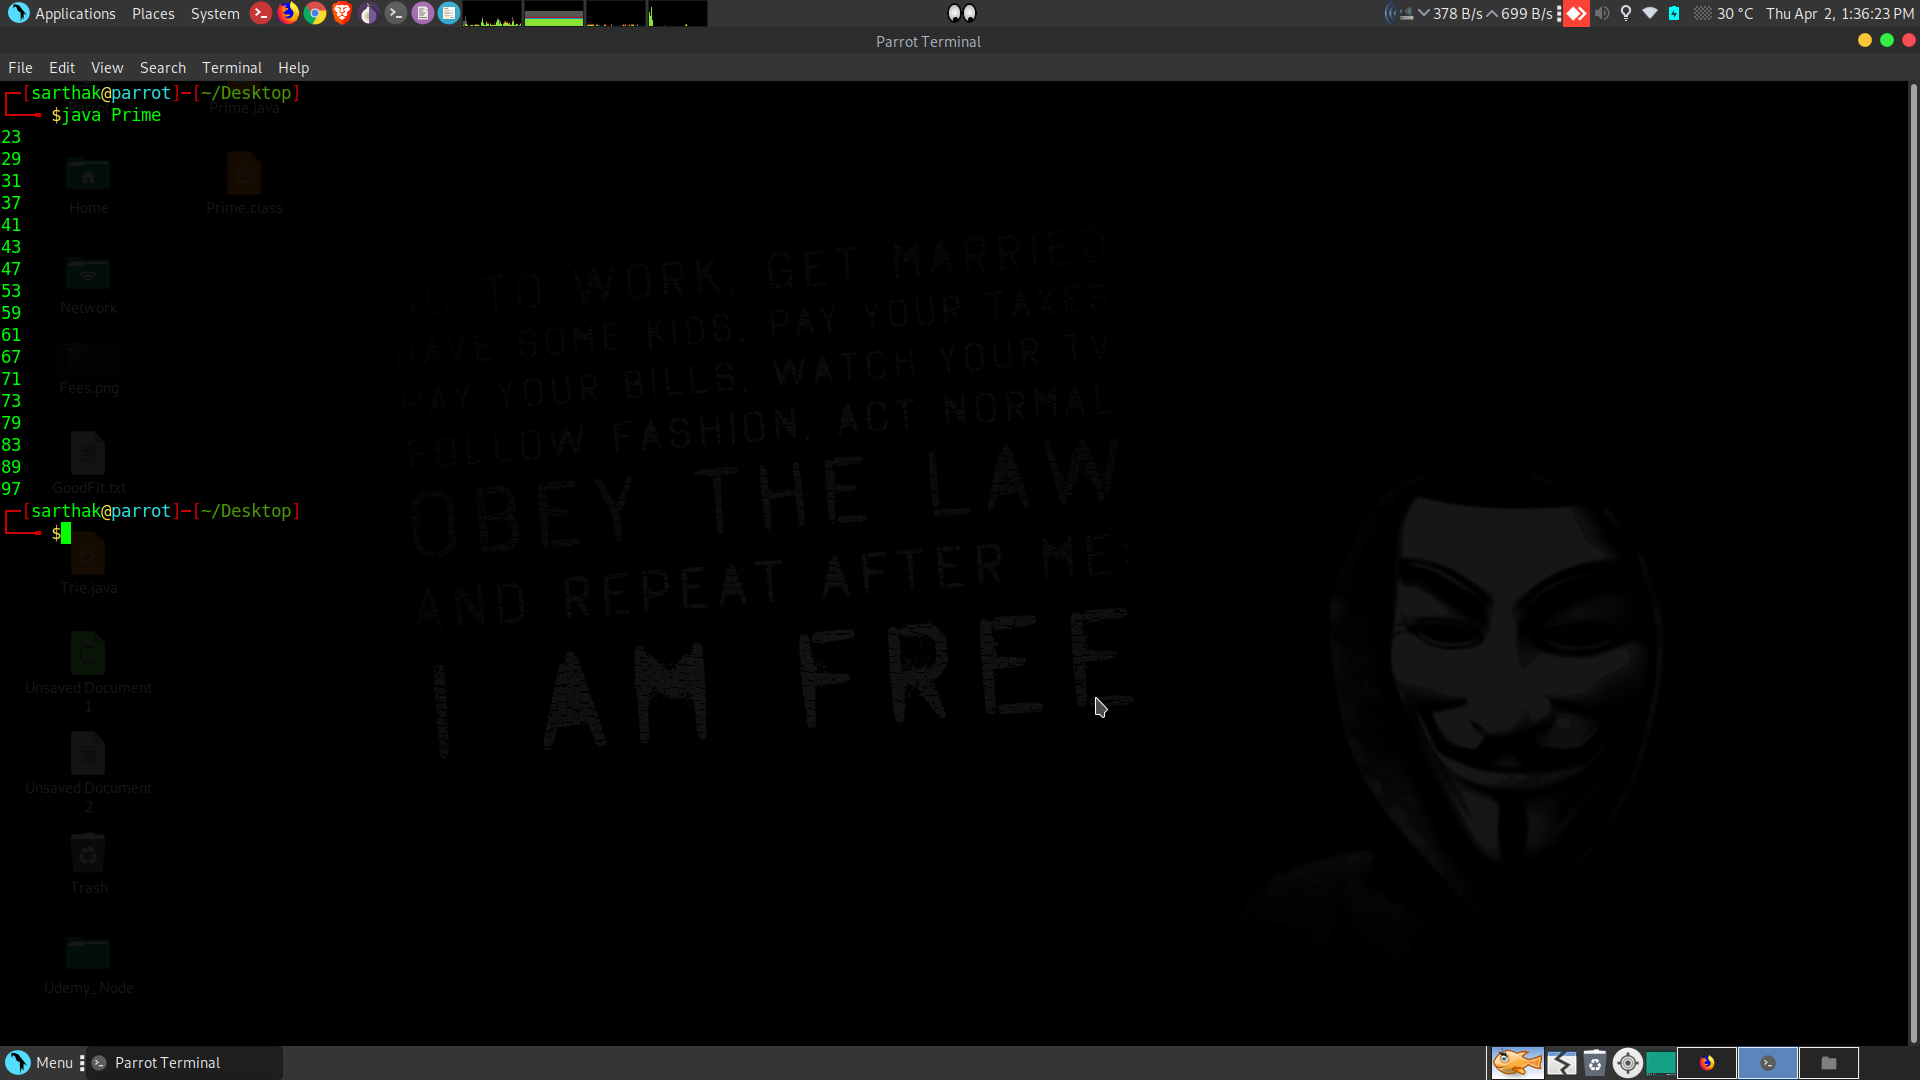 Applications Places System 378 B/s 699 B/s 30 °C Thu Apr 2, 1:36:23 PM
Parrot Terminal
File Edit View Search Terminal Help
[sarthak@parrot]-[~/Desktop]
$java Prime
Prime.java
23
29
31
37
41
43
47
53
59
61
67
71
73
79
83
89
97
[sarthak@parrot]-[~/Desktop]
$
Home
Prime.class
Network
Fees.png
GoodFit.txt
Trie.java
Unsaved Document
1
Unsaved Document
2
Trash
Udemy_Node
TO WORK, GET MARRIED
HAVE SOME KIDS, PAY YOUR TAXES
PAY YOUR BILLS, WATCH YOUR TV
FOLLOW FASHION, ACT NORMAL
OBEY THE LAW
AND REPEAT AFTER ME:
I AM FREE
Menu Parrot Terminal